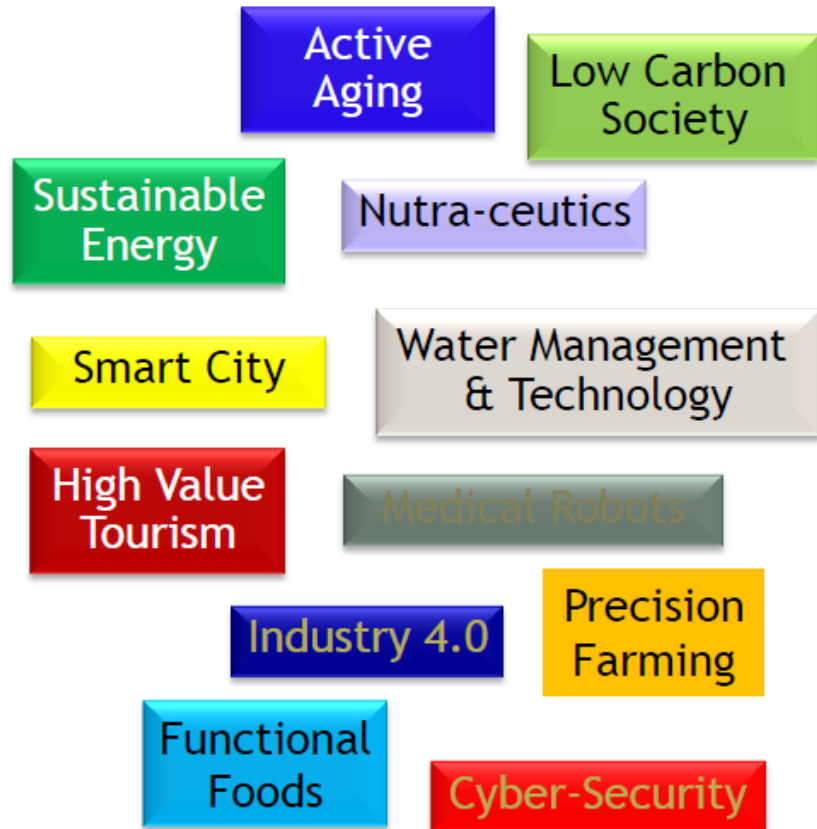 Active
Aging
Low Carbon
Society
Sustainable
Energy
Nutra-ceutics
Smart City
Water Management
& Technology
High Value
Tourism
Medical Robots
Industry 4.0
Precision
Farming
Functional
Foods
Cyber-Security